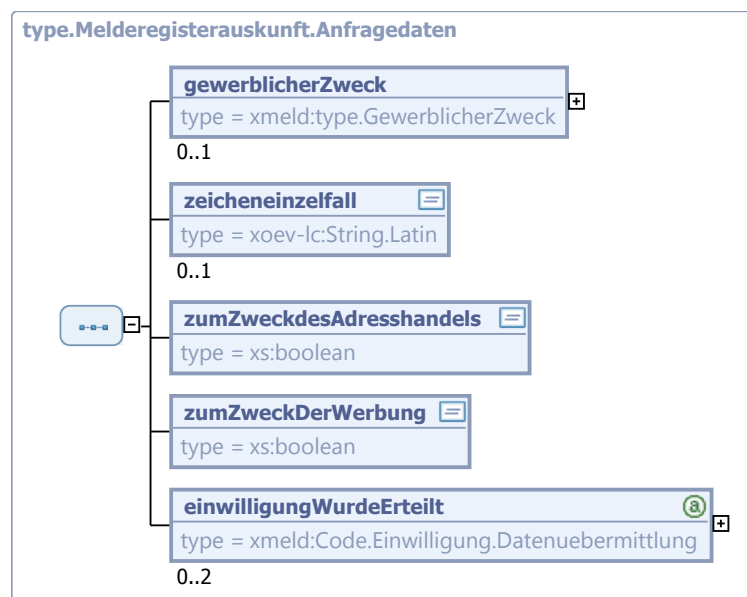 type.Melderegisterauskunft.Anfragedaten
gewerblicherZweck
type = xmeld:type.GewerblicherZweck
0..1
zeicheneinzelfall
type = xoev-lc:String.Latin
0..1
zumZweckdesAdresshandels
type = xs:boolean
zumZweckDerWerbung
type = xs:boolean
einwilligungWurdeErteilt
type = xmeld:Code.Einwilligung.Datenuebermittlung
0..2